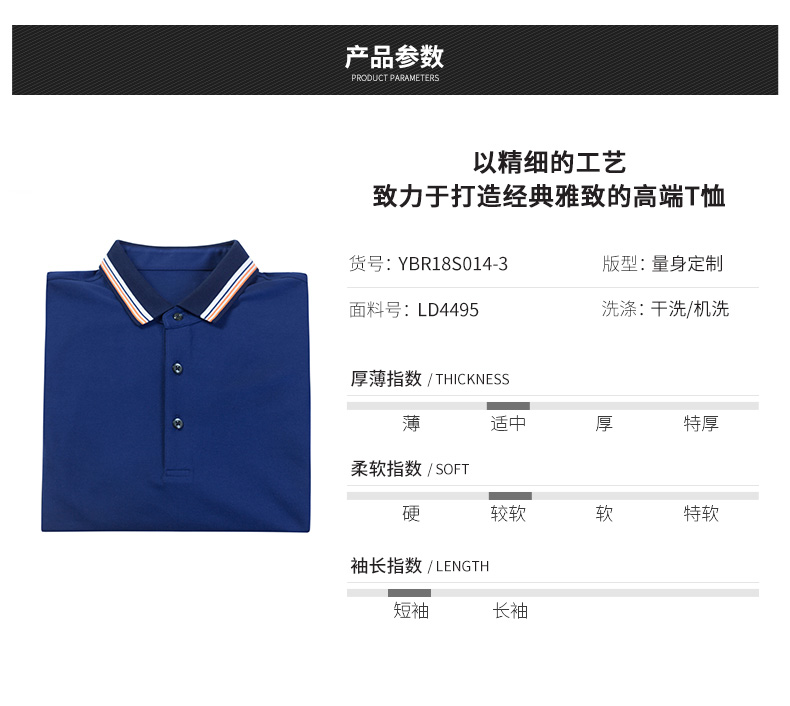 产品参数
PRODUCT PARAMETERS
以精细的工艺
致力于打造经典雅致的高端T恤
货号: YBR18S014-3
版型: 量身定制
面料号: LD4495
洗涤: 干洗/机洗
厚薄指数 / THICKNESS
薄 适中 厚 特厚
柔软指数 / SOFT
硬 较软 软 特软
袖长指数 / LENGTH
短袖 长袖